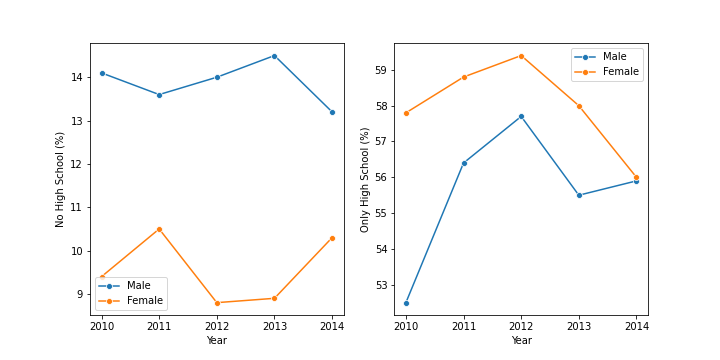 No High School (%)
14
13
12
11
10
9
Male
Female
2010 2011 2012 2013 2014
Year
Only High School (%)
59
58
57
56
55
54
53
Male
Female
2010 2011 2012 2013 2014
Year